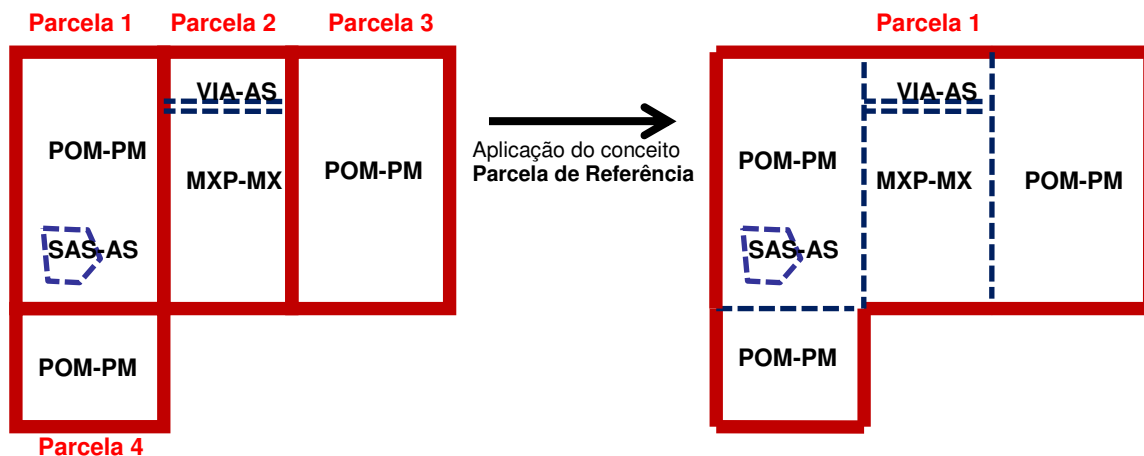 Parcela 1
Parcela 2
Parcela 3
VIA-AS
POM-PM
MXP-MX
POM-PM
SAS-AS
POM-PM
Parcela 4
Aplicação do conceito
Parcela de Referência
Parcela 1
VIA-AS
POM-PM
MXP-MX
POM-PM
SAS-AS
POM-PM